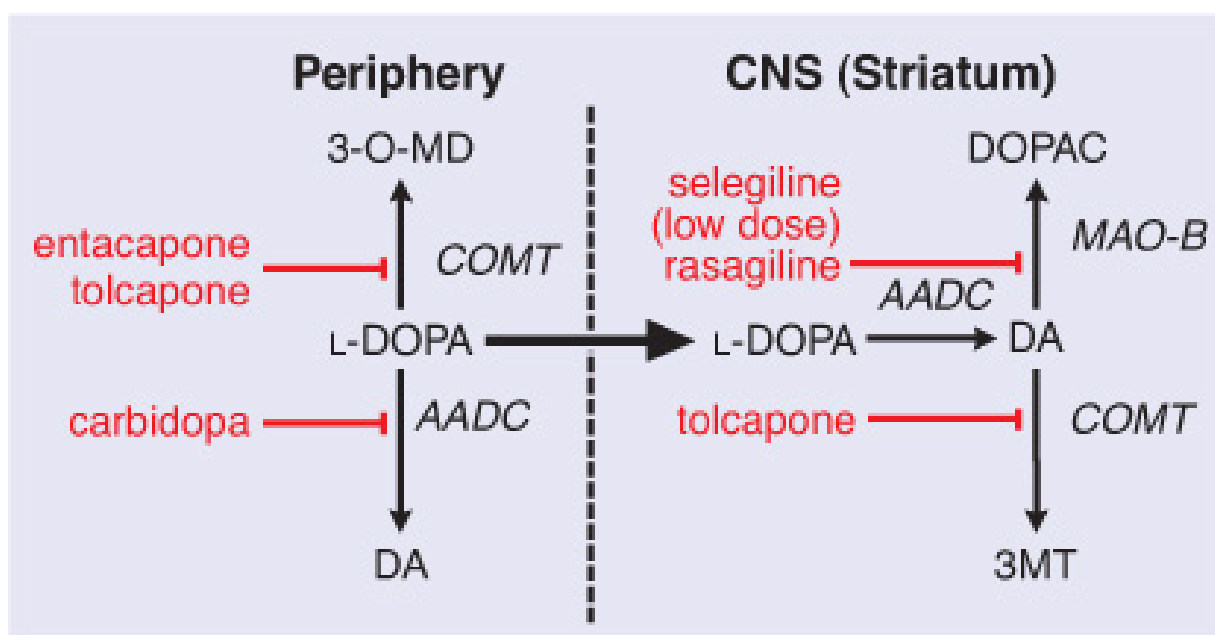 Periphery
3-O-MD
entacapone
tolcapone
COMT
L-DOPA
carbidopa
AADC
DA
CNS (Striatum)
DOPAC
selegiline
(low dose)
rasagiline
MAO-B
AADC
L-DOPA
DA
tolcapone
COMT
3MT